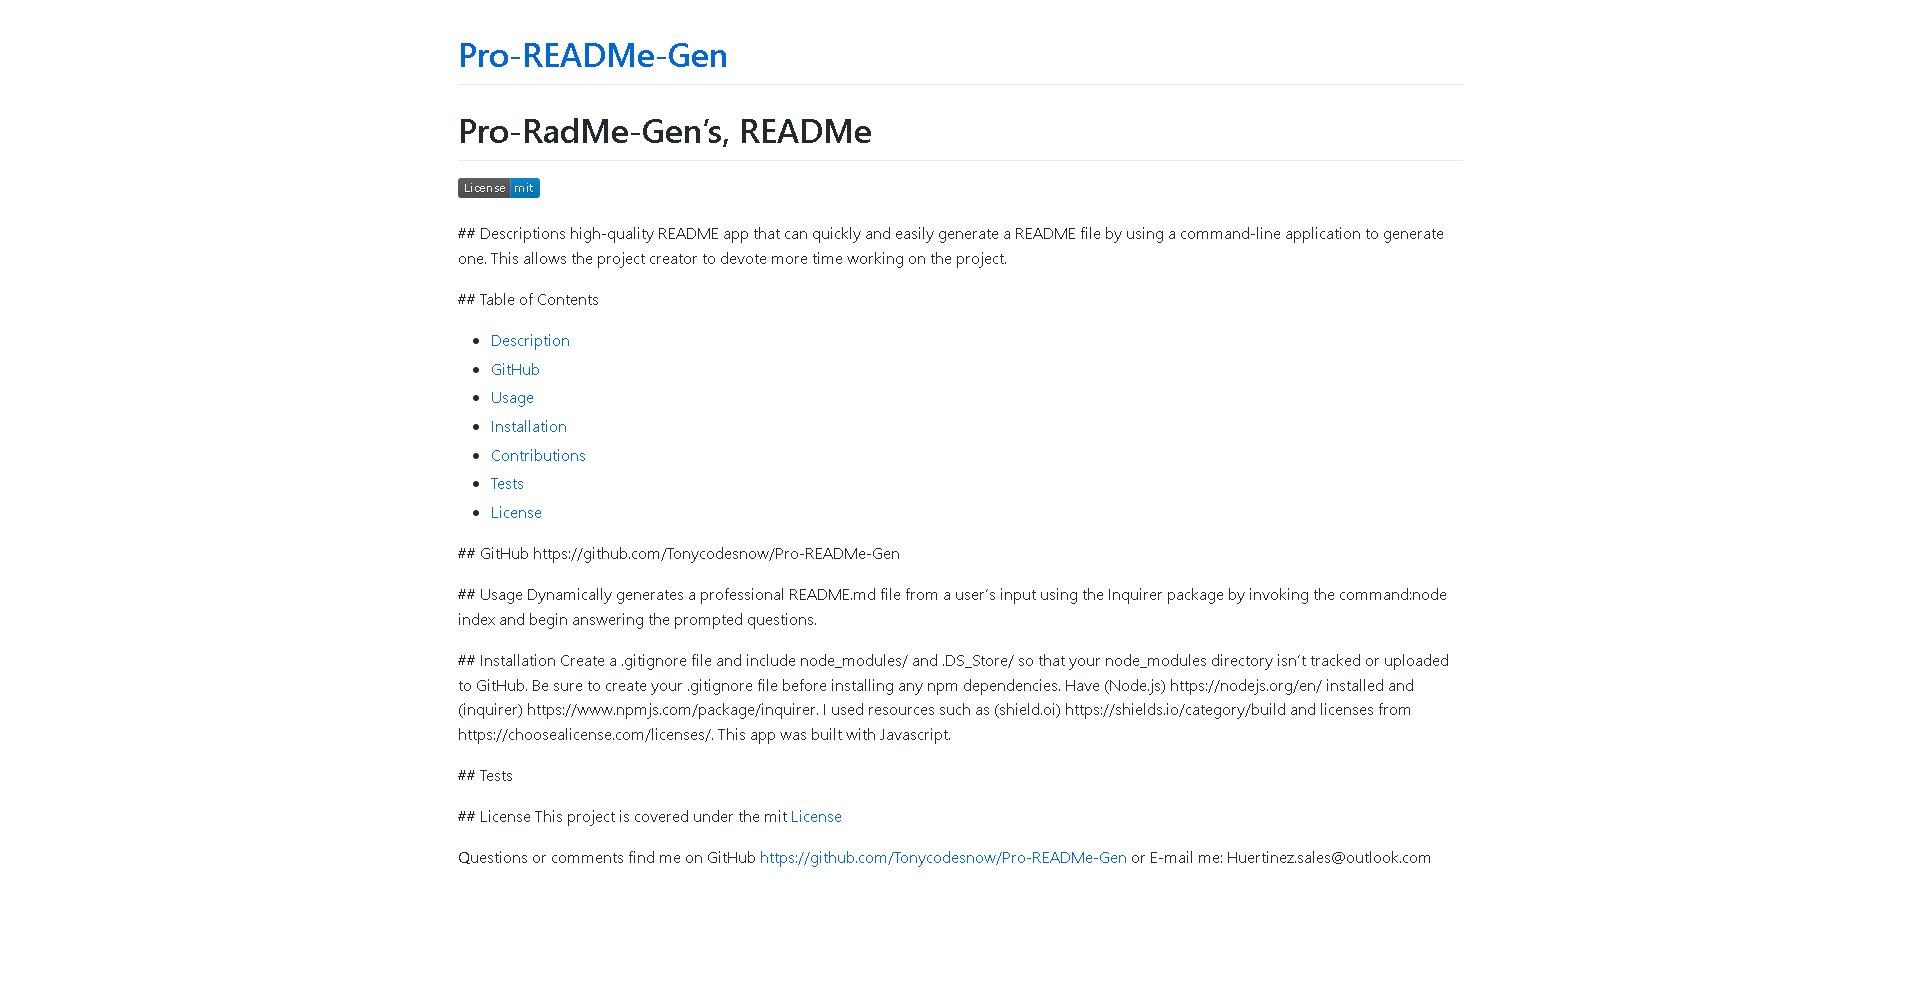 Pro-READMe-Gen
Pro-RadMe-Gen’s, READMe
License mit
## Descriptions high-quality README app that can quickly and easily generate a README file by using a command-line application to generate
one. This allows the project creator to devote more time working on the project.
## Table of Contents
Description
GitHub
Usage
Installation
Contributions
Tests
License
## GitHub https://github.com/Tonycodesnow/Pro-READMe-Gen
## Usage Dynamically generates a professional README.md file from a user’s input using the Inquirer package by invoking the command:node
index and begin answering the prompted questions.
## Installation Create a .gitignore file and include node_modules/ and .DS_Store/ so that your node_modules directory isn’t tracked or uploaded
to GitHub. Be sure to create your .gitignore file before installing any npm dependencies. Have (Node.js) https://nodejs.org/en/ installed and
(inquirer) https://www.npmjs.com/package/inquirer. I used resources such as (shield.oi) https://shields.io/category/build and licenses from
https://choosealicense.com/licenses/. This app was built with Javascript.
## Tests
## License This project is covered under the mit License
Questions or comments find me on GitHub https://github.com/Tonycodesnow/Pro-READMe-Gen or E-mail me: Huertinez.sales@outlook.com